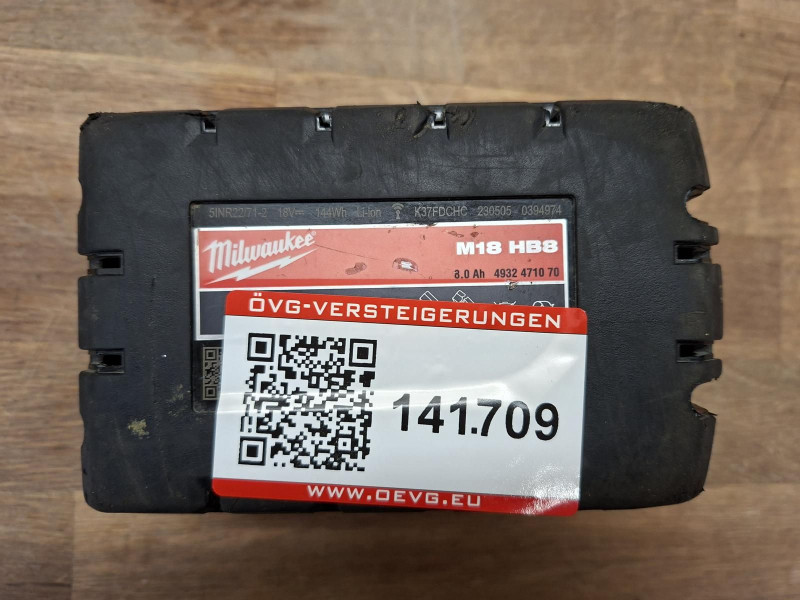 5INR22/71-2 18V⎓ 144Wh Li-ion K37FDCHC 230505 - 0394974
Milwaukee
M18 HB8
8.0 Ah 4932 4710 70
ÖVG-VERSTEIGERUNGEN
141.709
WWW.OEVG.EU